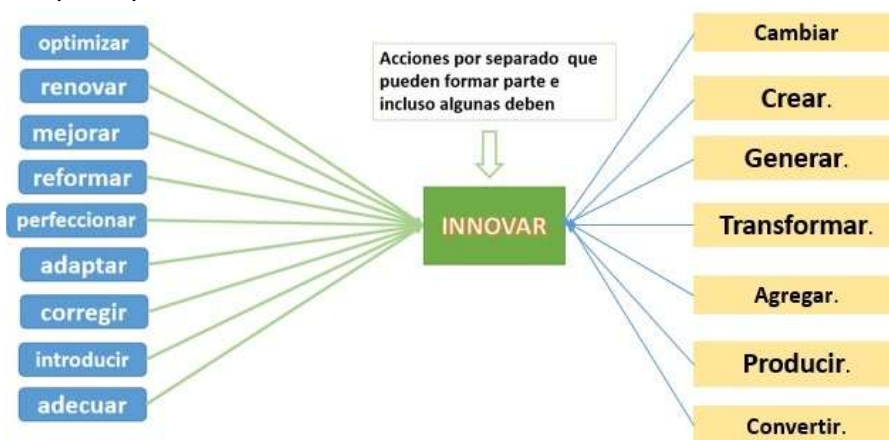 optimizar
renovar
mejorar
reformar
perfeccionar
adaptar
corregir
introducir
adecuar
Acciones por separado que
pueden formar parte e
incluso algunas deben
INNOVAR
Cambiar
Crear.
Generar.
Transformar.
Agregar.
Producir.
Convertir.